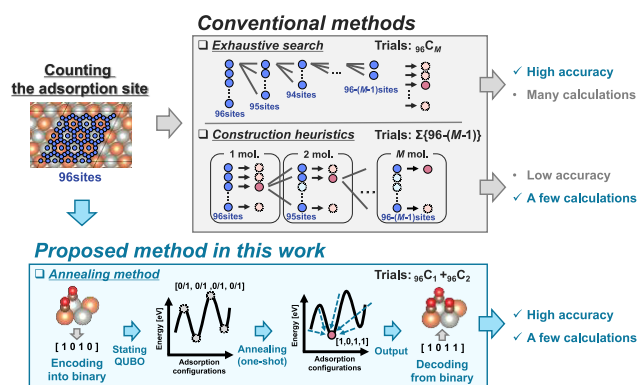 Conventional methods
❑ Exhaustive search
Trials: ₉₆C_M
96sites
95sites
94sites
...
96-(M-1)sites
✓ High accuracy
• Many calculations
Counting
the adsorption site
96sites
❑ Construction heuristics
Trials: Σ{96-(M-1)}
1 mol.
2 mol.
M mol.
...
96sites
95sites
96-(M-1)sites
• Low accuracy
✓ A few calculations
Proposed method in this work
❑ Annealing method
Trials: ₉₆C₁ +₉₆C₂
[ 1 0 1 0 ]
Encoding
into binary
Stating
QUBO
[0/1, 0/1 ,0/1, 0/1]
Energy [eV]
Adsorption
configurations
Annealing
(one-shot)
Energy [eV]
[1,0,1,1]
Adsorption
configurations
Output
[ 1 0 1 1 ]
Decoding
from binary
✓ High accuracy
✓ A few calculations